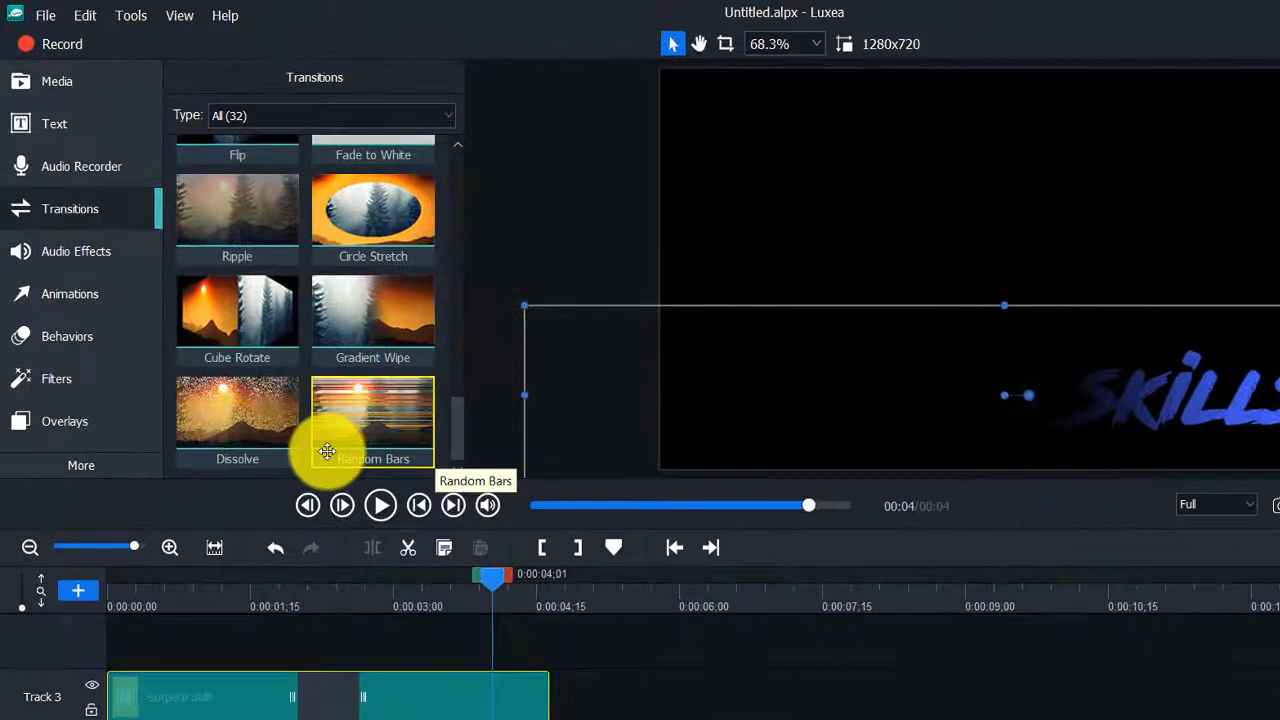 File Edit Tools View Help
Untitled.alpx - Luxea
Record
68.3%
1280x720
Media
Text
Audio Recorder
Transitions
Audio Effects
Animations
Behaviors
Filters
Overlays
More
Transitions
Type: All (32)
Flip Fade to White
Ripple Circle Stretch
Cube Rotate Gradient Wipe
Dissolve Random Bars
Random Bars
SKILL
00:04/00:04
Full
0:00:04;01
0:00:00;00 0:00:01;15 0:00:03;00 0:00:04;15 0:00:06;00 0:00:07;15 0:00:09;00 0:00:10;15
Track 3